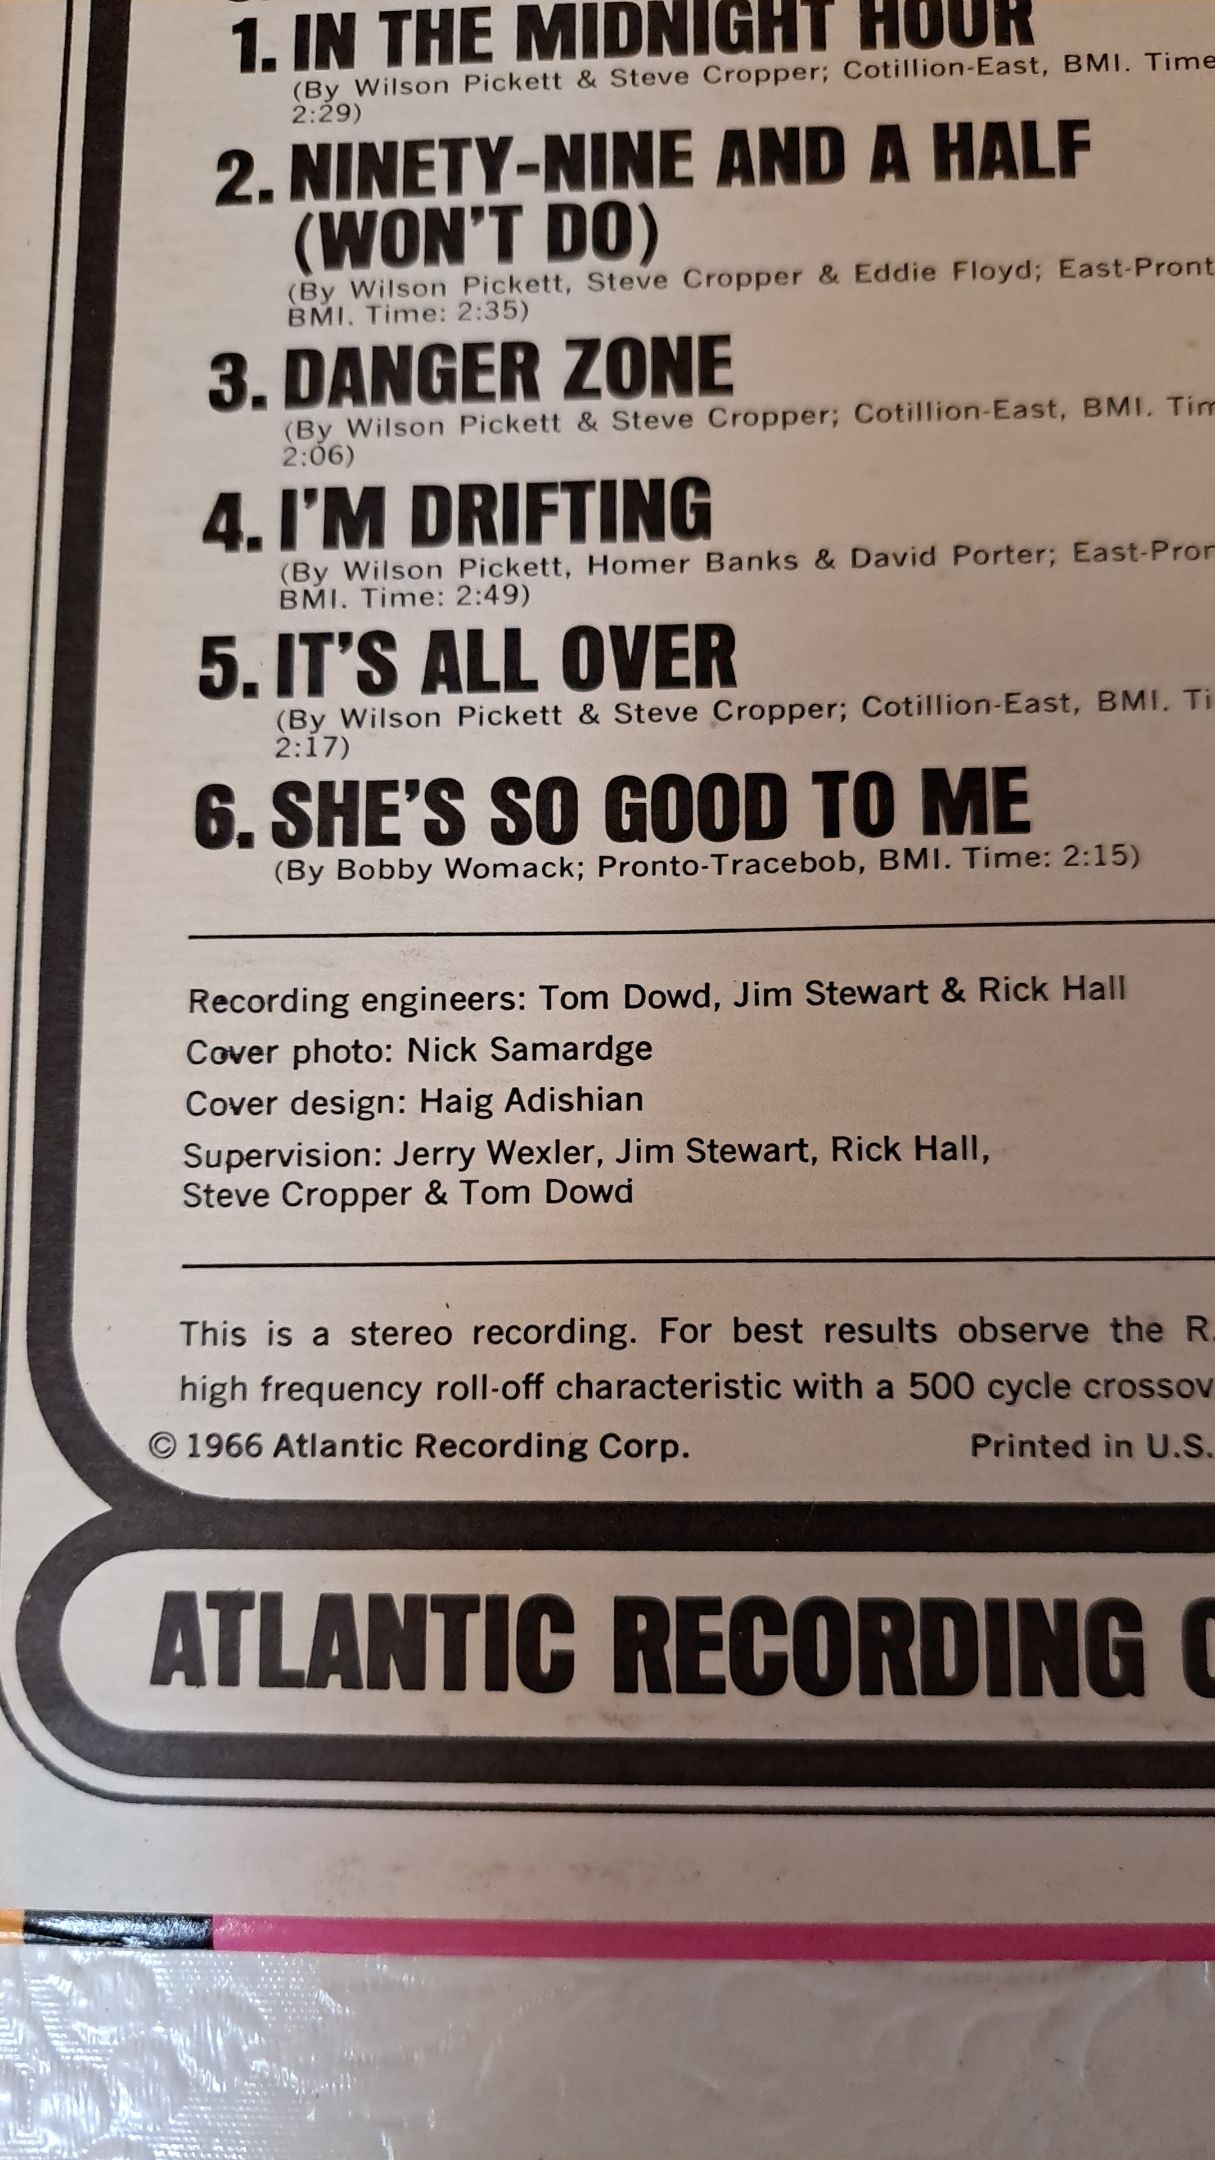 1. IN THE MIDNIGHT HOUR
(By Wilson Pickett & Steve Cropper; Cotillion-East, BMI. Time
2:29)
2. NINETY-NINE AND A HALF
(WON'T DO)
(By Wilson Pickett, Steve Cropper & Eddie Floyd; East-Pront
BMI. Time: 2:35)
3. DANGER ZONE
(By Wilson Pickett & Steve Cropper; Cotillion-East, BMI. Tim
2:06)
4. I'M DRIFTING
(By Wilson Pickett, Homer Banks & David Porter; East-Pron
BMI. Time: 2:49)
5. IT'S ALL OVER
(By Wilson Pickett & Steve Cropper; Cotillion-East, BMI. Ti
2:17)
6. SHE'S SO GOOD TO ME
(By Bobby Womack; Pronto-Tracebob, BMI. Time: 2:15)
Recording engineers: Tom Dowd, Jim Stewart & Rick Hall
Cover photo: Nick Samardge
Cover design: Haig Adishian
Supervision: Jerry Wexler, Jim Stewart, Rick Hall,
Steve Cropper & Tom Dowd
This is a stereo recording. For best results observe the R.
high frequency roll-off characteristic with a 500 cycle crossov
© 1966 Atlantic Recording Corp. Printed in U.S.
ATLANTIC RECORDING C